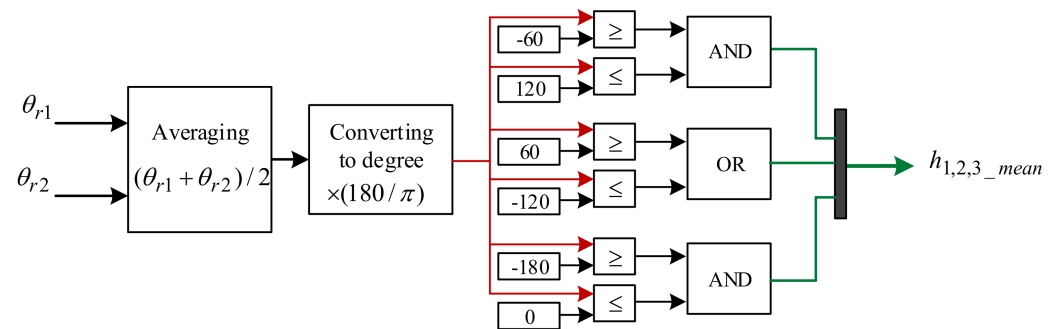 θr1
θr2
Averaging
(θr1 + θr2) / 2
Converting
to degree
×(180 / π)
-60
≥
120
≤
AND
60
≥
-120
≤
OR
-180
≥
0
≤
AND
h1,2,3_mean